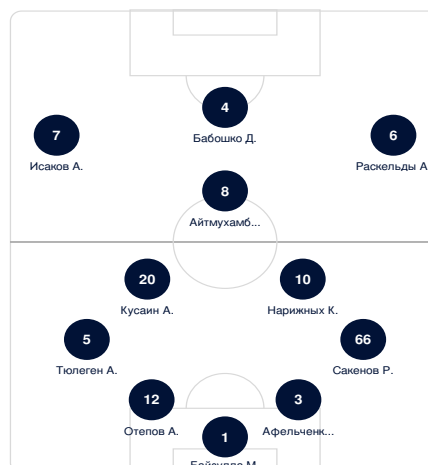 4
Бабошко Д.
7
Исаков А.
6
Раскельды А
8
Айтмухамб...
20
Кусаин А.
10
Нарижных К.
5
Тюлеген А.
66
Сакенов Р.
12
Отепов А.
3
Афельченк...
1